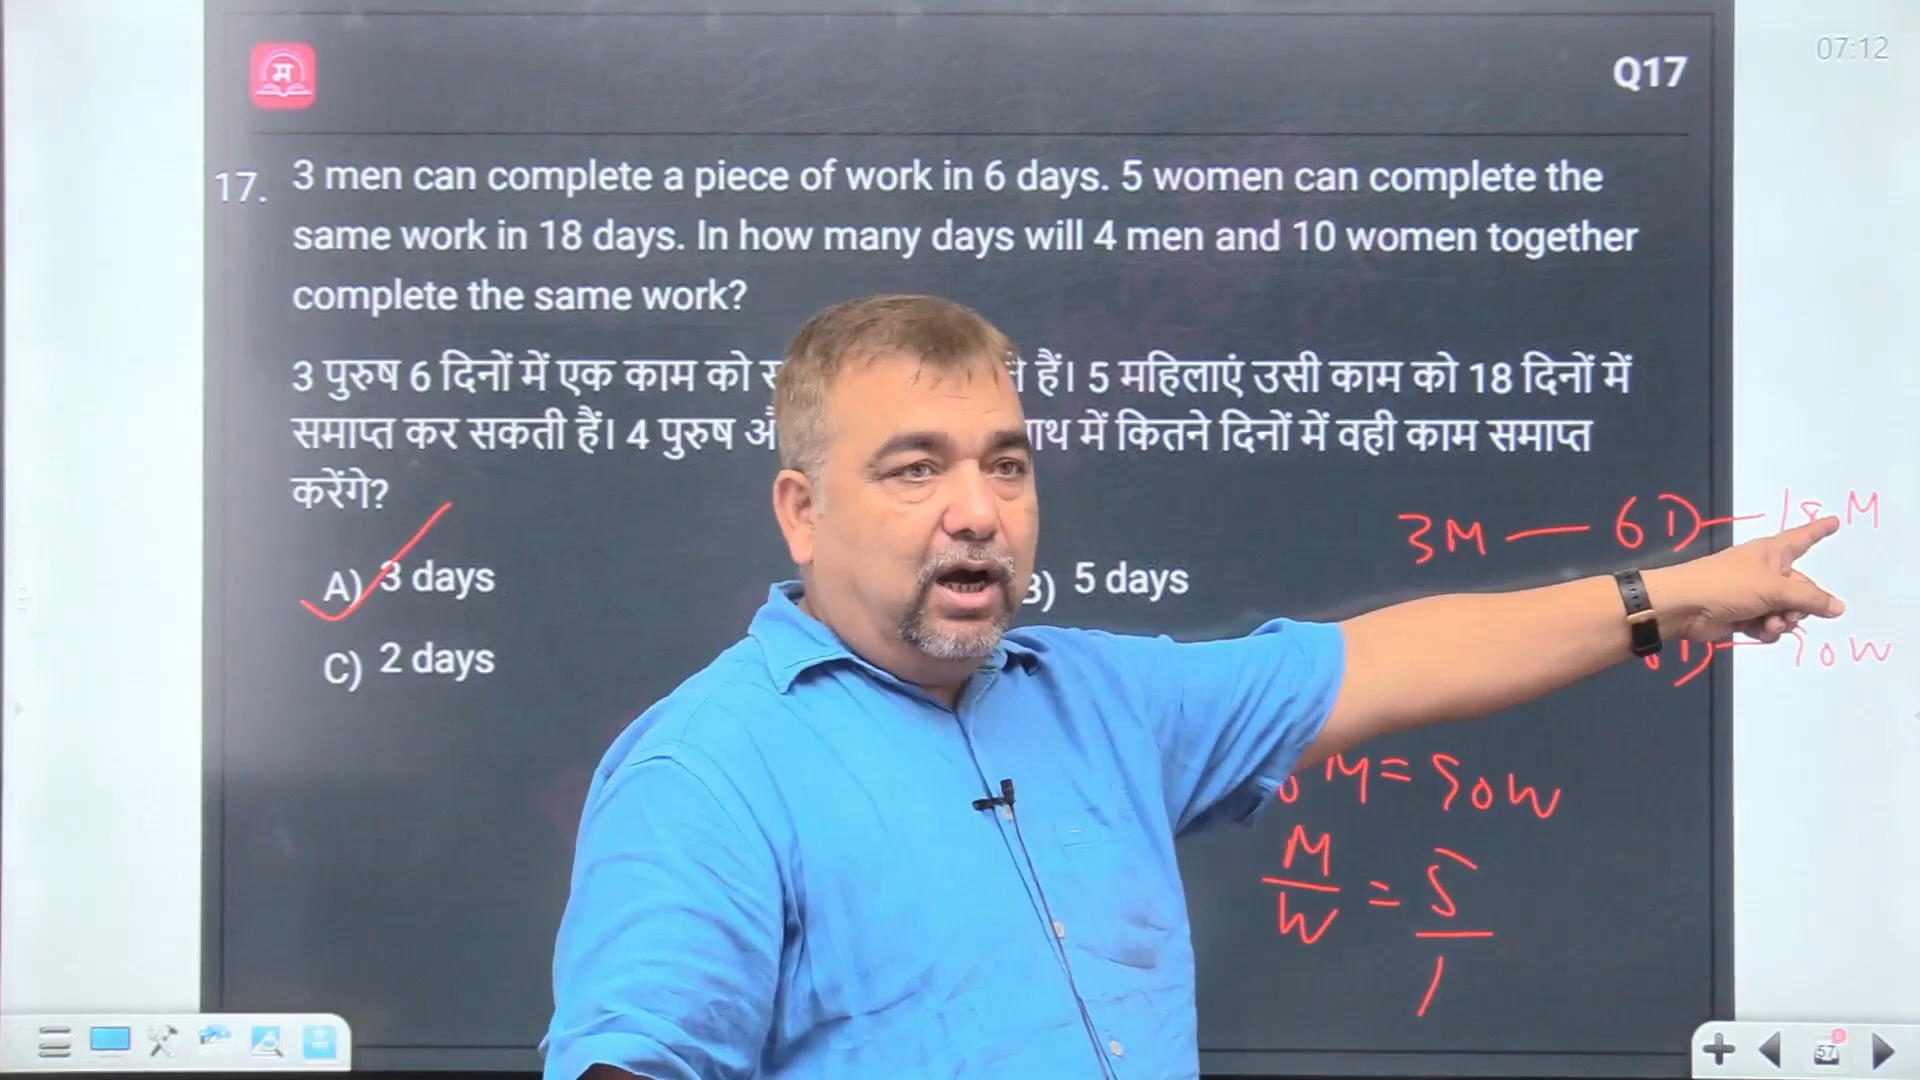 म
Q17
07:12
17. 3 men can complete a piece of work in 6 days. 5 women can complete the
same work in 18 days. In how many days will 4 men and 10 women together
complete the same work?
3 पुरुष 6 दिनों में एक काम को हैं। 5 महिलाएं उसी काम को 18 दिनों में
समाप्त कर सकती हैं। 4 पुरुष में कितने दिनों में वही काम समाप्त
करेंगे?
3M — 6D — 18M
A) 3 days
B) 5 days
D — 90W
C) 2 days
M = 90W
M/W = 5/1
57